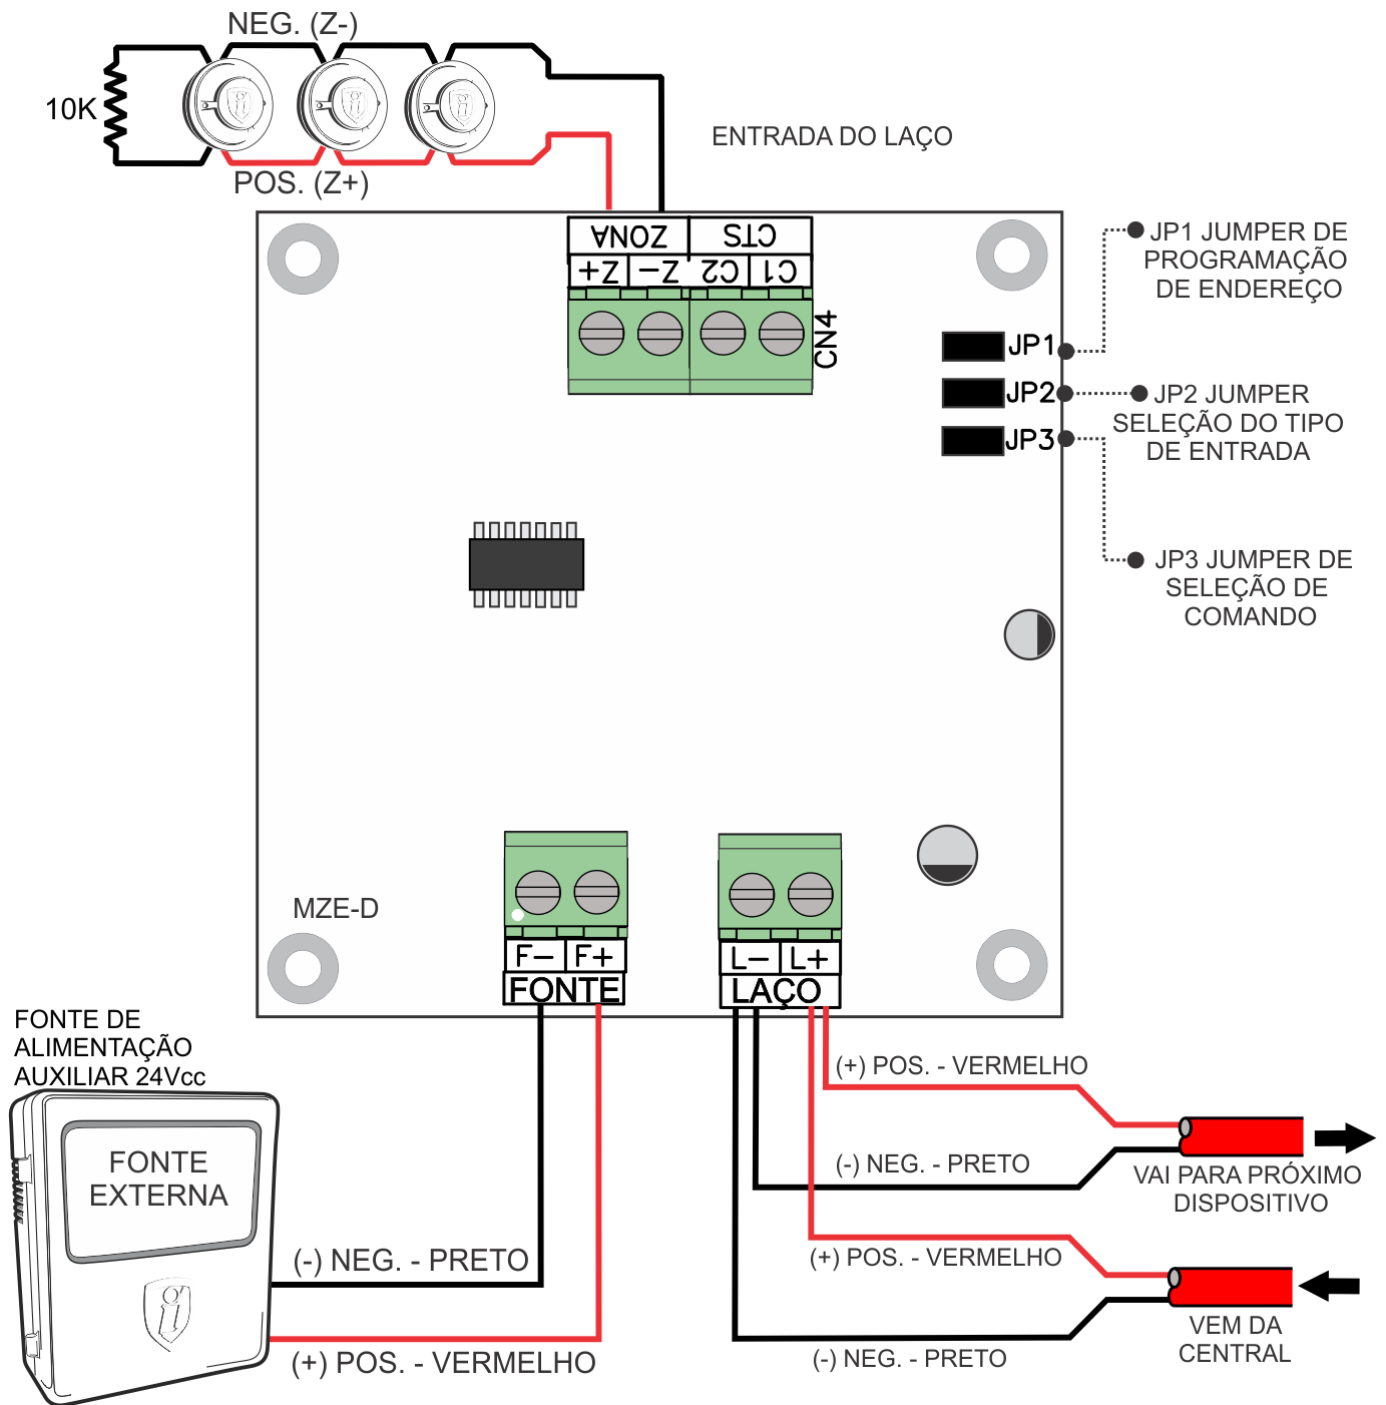 NEG. (Z-)
10K
POS. (Z+)
ENTRADA DO LAÇO
ZONA
CTS
Z+
Z-
C2
C1
CN4
JP1
JP2
JP3
JP1 JUMPER DE
PROGRAMAÇÃO
DE ENDEREÇO
JP2 JUMPER
SELEÇÃO DO TIPO
DE ENTRADA
JP3 JUMPER DE
SELEÇÃO DE
COMANDO
MZE-D
F-
F+
FONTE
L-
L+
LAÇO
FONTE DE
ALIMENTAÇÃO
AUXILIAR 24Vcc
FONTE
EXTERNA
(-) NEG. - PRETO
(+) POS. - VERMELHO
(+) POS. - VERMELHO
(-) NEG. - PRETO
VAI PARA PRÓXIMO
DISPOSITIVO
(+) POS. - VERMELHO
(-) NEG. - PRETO
VEM DA
CENTRAL